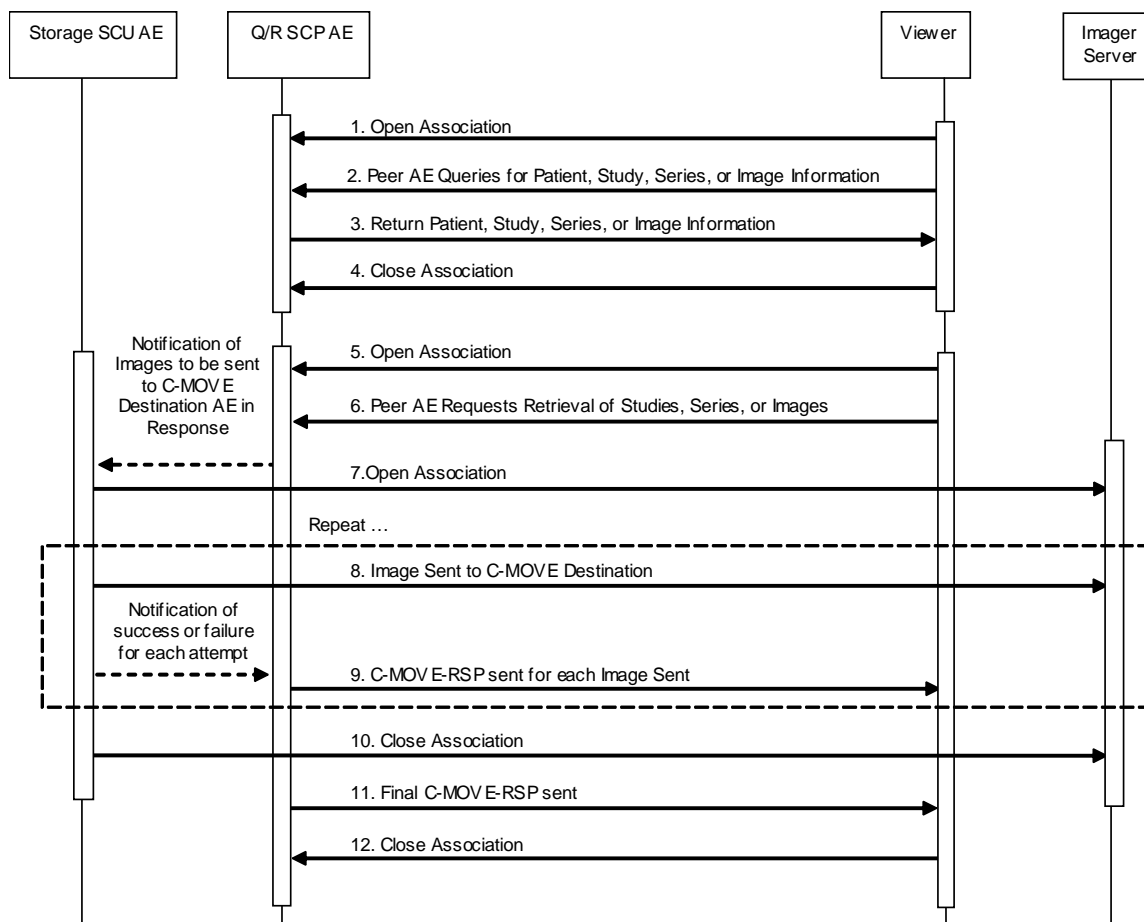 Storage SCU AE
Q/R SCP AE
Viewer
Imager
Server
1. Open Association
2. Peer AE Queries for Patient, Study, Series, or Image Information
3. Return Patient, Study, Series, or Image Information
4. Close Association
Notification of
Images to be sent
to C-MOVE
Destination AE in
Response
5. Open Association
6. Peer AE Requests Retrieval of Studies, Series, or Images
7.Open Association
Repeat …
8. Image Sent to C-MOVE Destination
Notification of
success or failure
for each attempt
9. C-MOVE-RSP sent for each Image Sent
10. Close Association
11. Final C-MOVE-RSP sent
12. Close Association